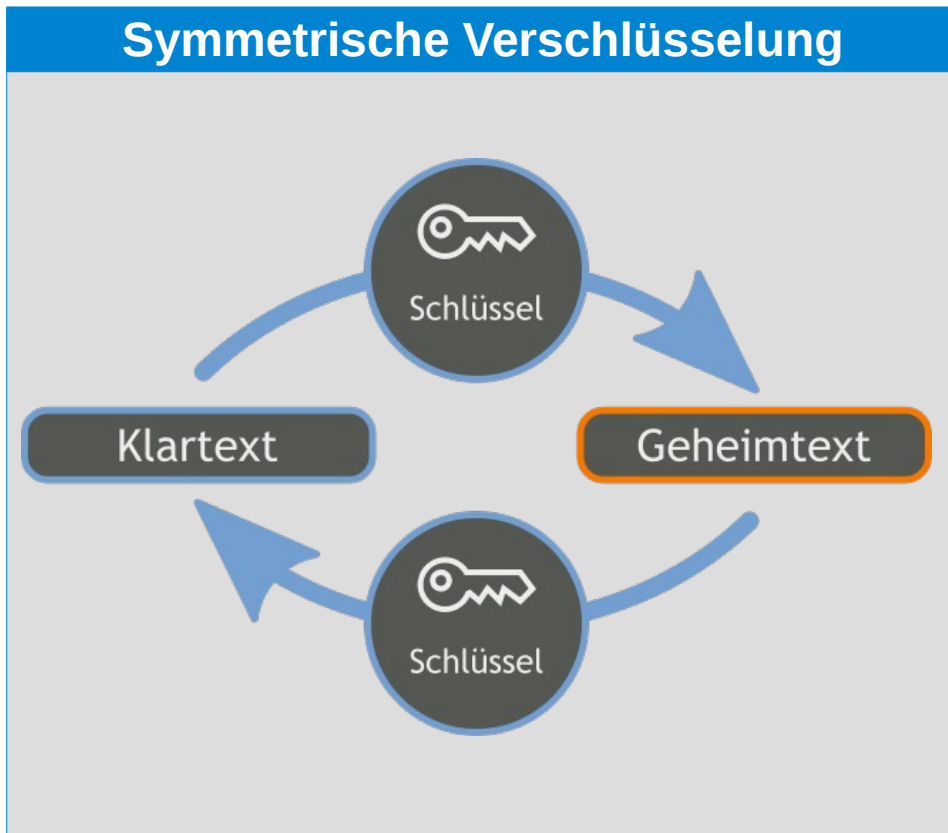 Symmetrische Verschlüsselung
Schlüssel
Klartext
Geheimtext
Schlüssel